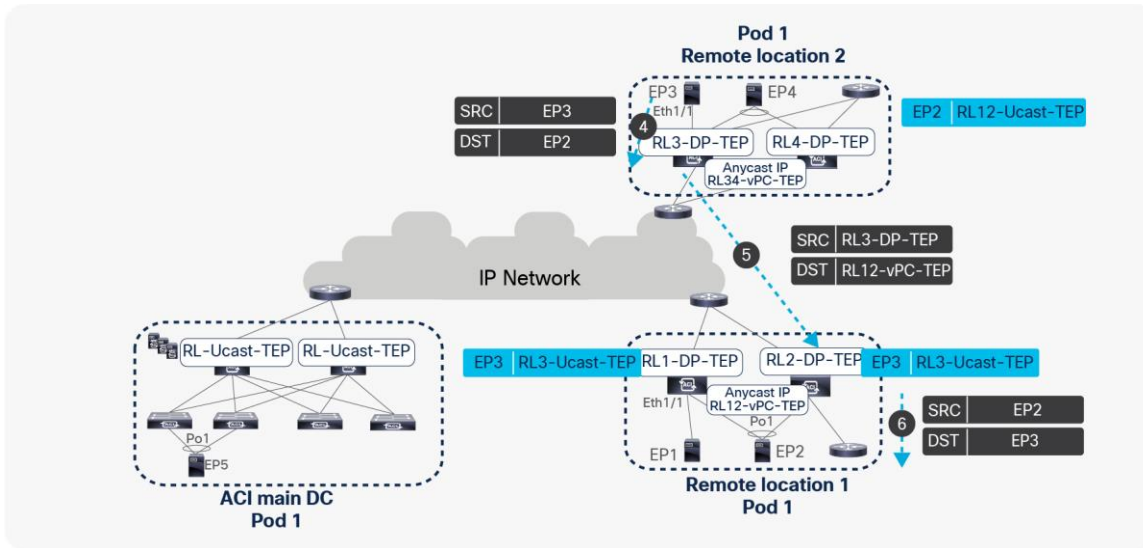 Pod 1
Remote location 2
EP3
EP4
Eth1/1
SRC EP3
DST EP2
4
EP2 RL12-Ucast-TEP
RL3-DP-TEP
RL4-DP-TEP
ACI
ACI
Anycast IP
RL34-vPC-TEP
SRC RL3-DP-TEP
DST RL12-vPC-TEP
5
IP Network
RL-Ucast-TEP
RL-Ucast-TEP
EP3 RL3-Ucast-TEP
RL1-DP-TEP
RL2-DP-TEP
EP3 RL3-Ucast-TEP
ACI
ACI
Anycast IP
RL12-vPC-TEP
Eth1/1
Po1
6
SRC EP2
DST EP3
Po1
EP5
EP1
EP2
ACI main DC
Pod 1
Remote location 1
Pod 1